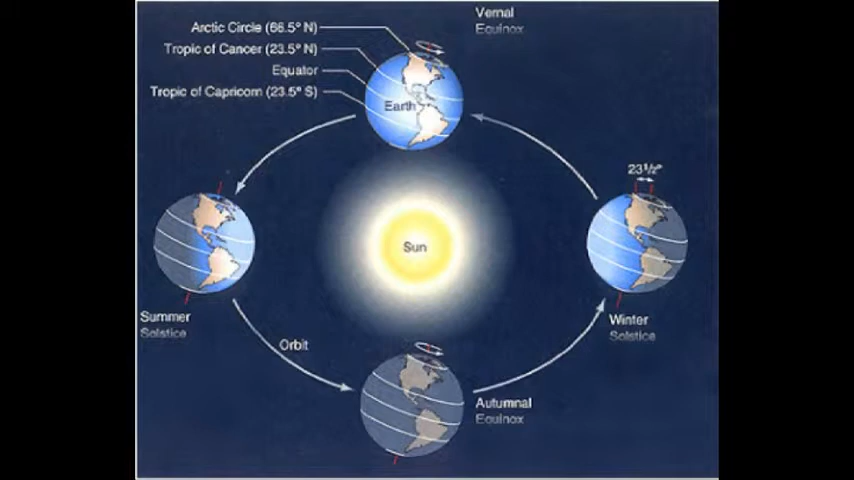 Vernal
Equinox
Arctic Circle (66.5° N)
Tropic of Cancer (23.5° N)
Equator
Tropic of Capricorn (23.5° S)
Earth
23½°
Sun
Summer
Solstice
Winter
Solstice
Orbit
Autumnal
Equinox